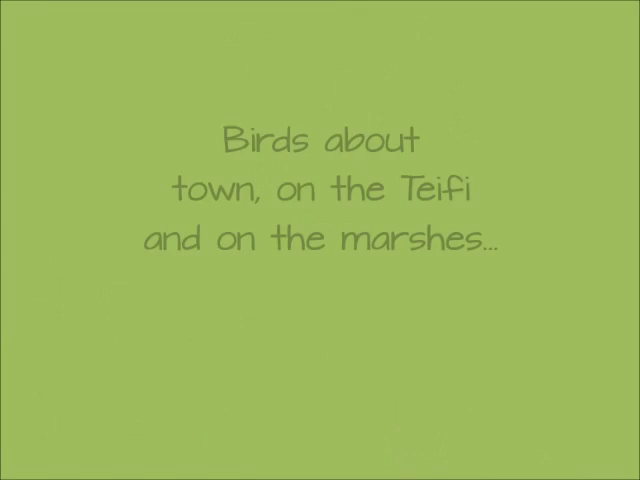 Birds about
town, on the Teifi
and on the marshes...